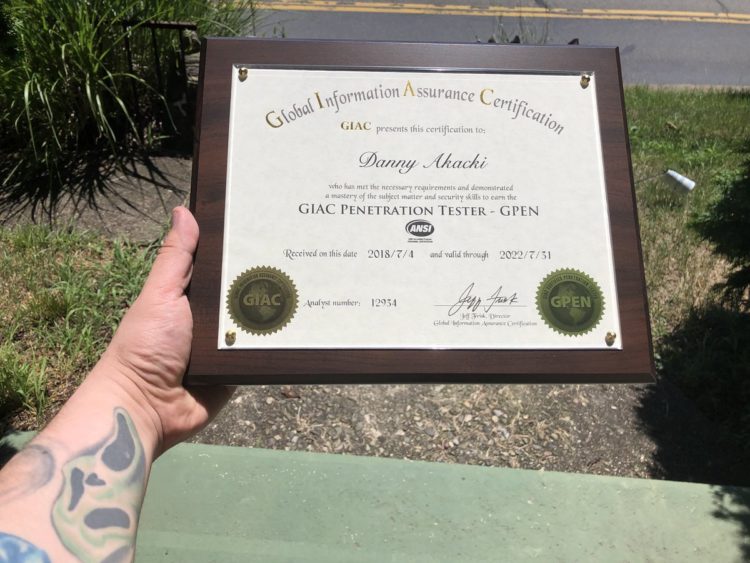 Global Information Assurance Certification
GIAC presents this certification to:
Danny Akacki
who has met the necessary requirements and demonstrated
a mastery of the subject matter and security skills to earn the
GIAC Penetration Tester - GPEN
ANSI
Received on this date 2018/7/4 and valid through 2022/7/31
GIAC
Analyst number: 12934
Jeff Frisk, Director
Global Information Assurance Certification
GPEN